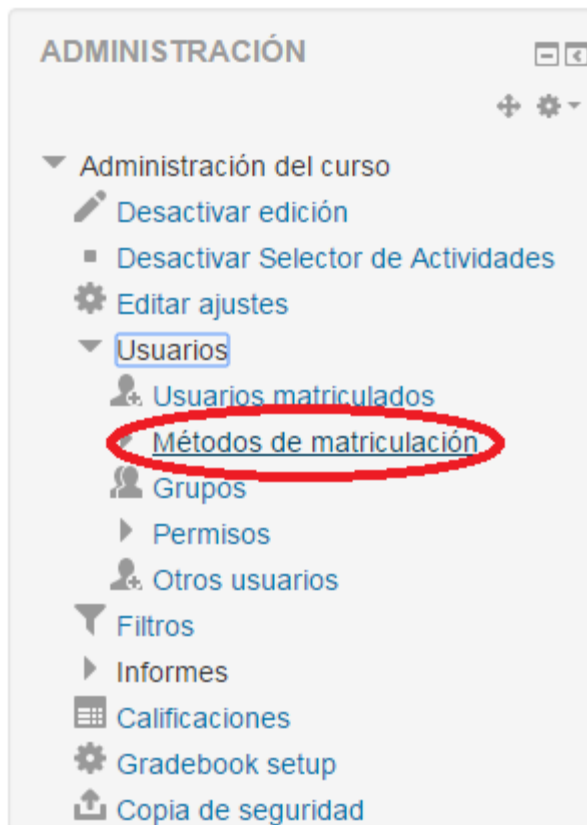 ADMINISTRACIÓN
Administración del curso
Desactivar edición
Desactivar Selector de Actividades
Editar ajustes
Usuarios
Usuarios matriculados
Métodos de matriculación
Grupos
Permisos
Otros usuarios
Filtros
Informes
Calificaciones
Gradebook setup
Copia de seguridad